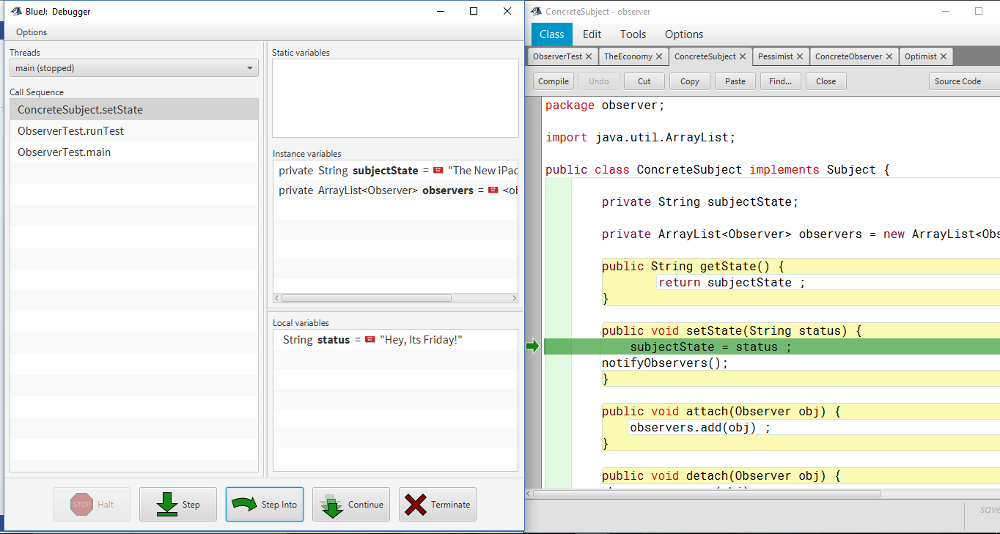 BlueJ: Debugger
Options
Threads
main (stopped)
Call Sequence
ConcreteSubject.setState
ObserverTest.runTest
ObserverTest.main
Static variables
Instance variables
private String subjectState = "The New iPac
private ArrayList<Observer> observers = <ob
Local variables
String status = "Hey, Its Friday!"
STOP Halt
Step
Step Into
Continue
Terminate
ConcreteSubject - observer
Class Edit Tools Options
ObserverTest TheEconomy ConcreteSubject Pessimist ConcreteObserver Optimist
Compile Undo Cut Copy Paste Find... Close Source Code
package observer;
import java.util.ArrayList;
public class ConcreteSubject implements Subject {
private String subjectState;
private ArrayList<Observer> observers = new ArrayList<Obs
public String getState() {
return subjectState ;
}
public void setState(String status) {
subjectState = status ;
notifyObservers();
}
public void attach(Observer obj) {
observers.add(obj) ;
}
public void detach(Observer obj) {
save